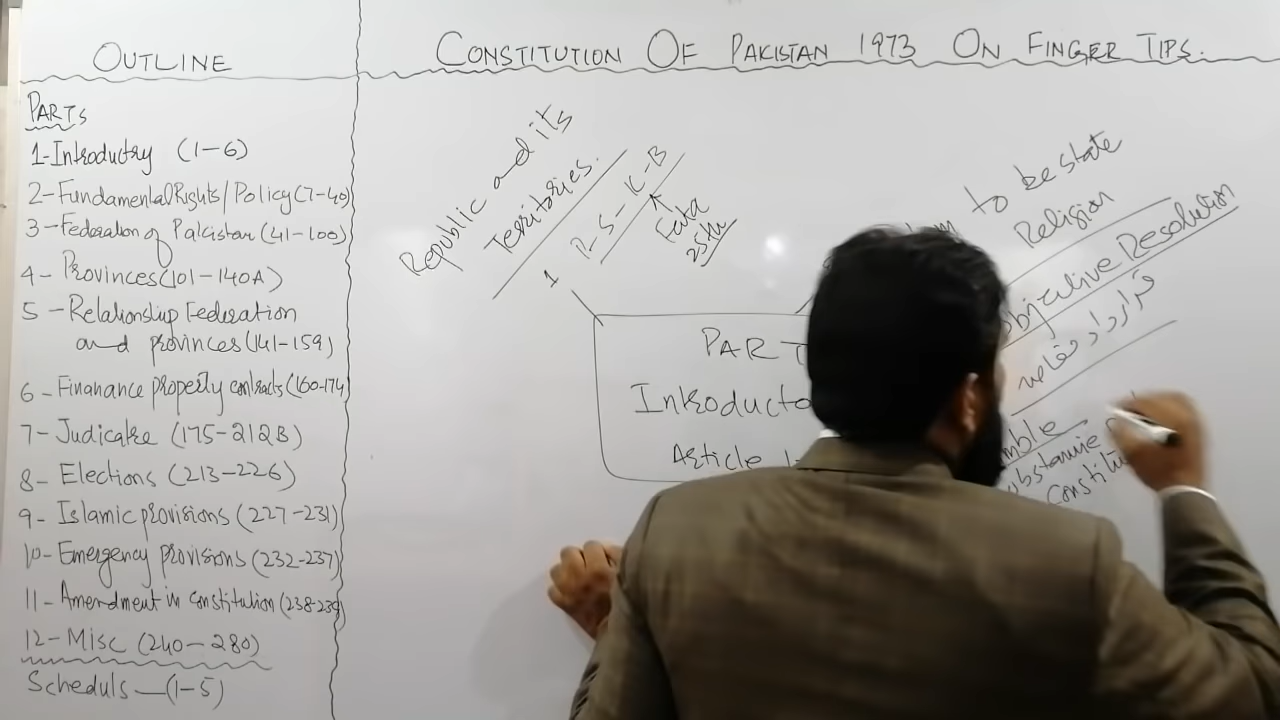 OUTLINE
CONSTITUTION OF PAKISTAN 1973 ON FINGER TIPS.
PARTS
1-Introductry (1-6)
2-Fundamental Rights/Policy (7-40)
3-Federation of Pakistan (41-100)
4-Provinces (101-140A)
5-Relationship Federation
and provinces (141-159)
6-Finanance property contracts (160-174
7-Judicatre (175-212B)
8-Elections (213-226)
9-Islamic provisions (227-231)
10-Emergency provisions (232-237)
11-Amendment in constitution (238-239)
12-Misc (240-280)
Scheduls-(1-5)
Republic and its
Territories.
1 P-S-K-B
Fata
25th
PART
Introducto
Article
to be state
Religion
Objective Resolution
قرارداد مقاصد
mble
constitu